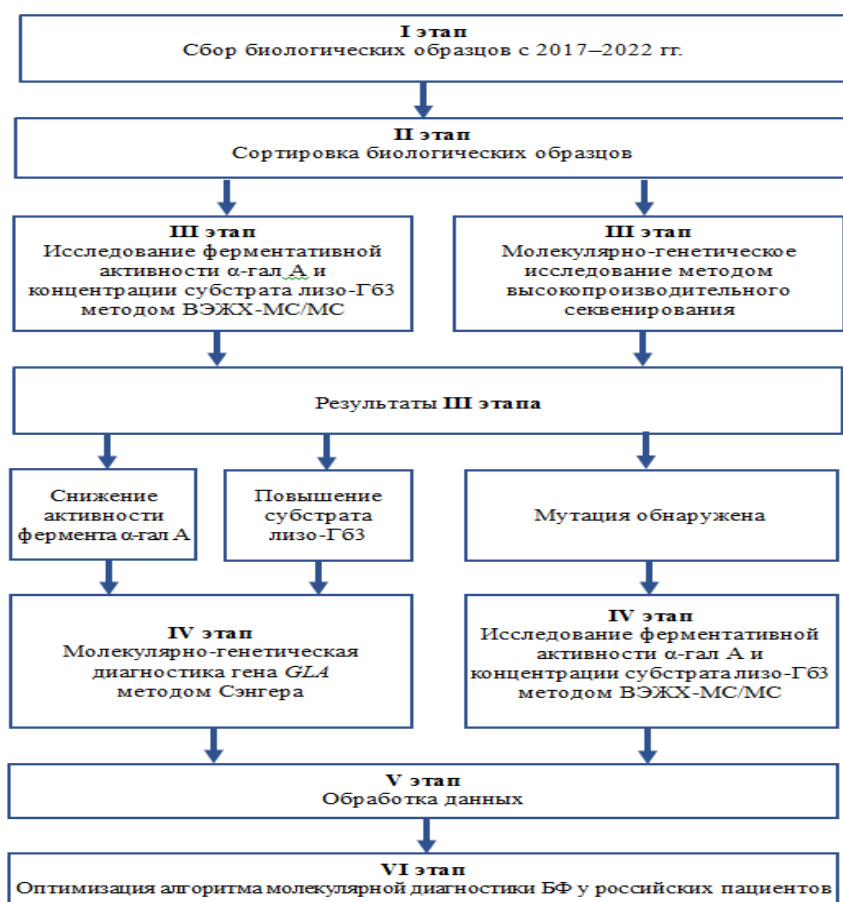 I этап
Сбор биологических образцов с 2017–2022 гг.
II этап
Сортировка биологических образцов
III этап
Исследование ферментативной
активности α-гал А и
концентрации субстрата лизо-Гб3
методом ВЭЖХ-МС/МС
III этап
Молекулярно-генетическое
исследование методом
высокопроизводительного
секвенирования
Результаты III этапа
Снижение
активности
фермента α-гал А
Повышение
субстрата
лизо-Гб3
Мутация обнаружена
IV этап
Молекулярно-генетическая
диагностика гена GLA
методом Сэнгера
IV этап
Исследование ферментативной
активности α-гал А и
концентрации субстрата лизо-Гб3
методом ВЭЖХ-МС/МС
V этап
Обработка данных
VI этап
Оптимизация алгоритма молекулярной диагностики БФ у российских пациентов